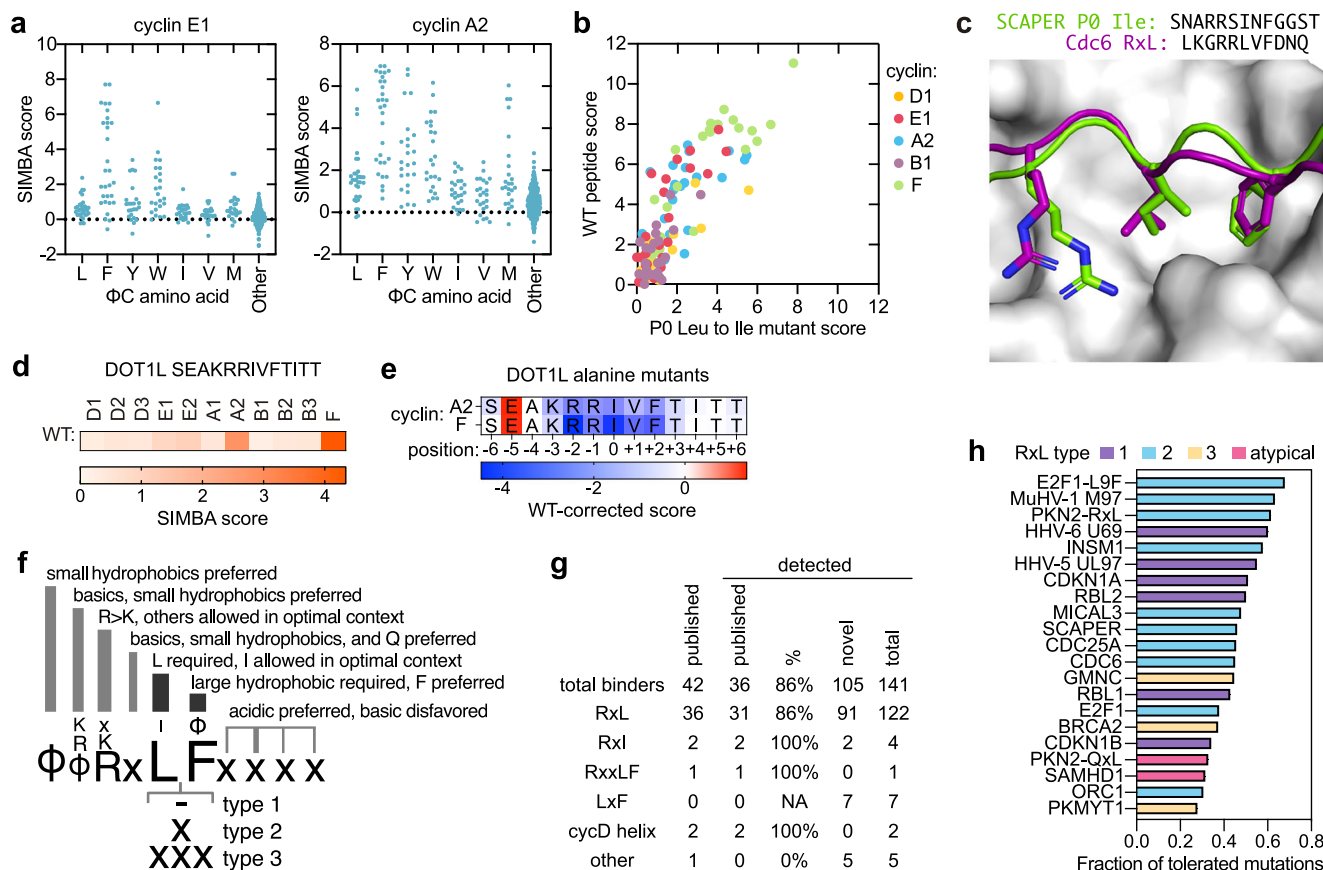 a
cyclin E1
SIMBA score
10
8
6
4
2
0
-2
L F Y W I V M Other
ΦC amino acid
cyclin A2
SIMBA score
8
6
4
2
0
-2
L F Y W I V M Other
ΦC amino acid
b
WT peptide score
12
10
8
6
4
2
0
0 2 4 6 8 10 12
P0 Leu to Ile mutant score
cyclin:
D1
E1
A2
B1
F
c
SCAPER P0 Ile: SNARRSINFGGST
Cdc6 RxL: LKGRRLVFDNQ
d
DOT1L SEAKRRIVFTITT
D1 D2 D3 E1 E2 A1 A2 B1 B2 B3 F
WT:
0 1 2 3 4
SIMBA score
e
DOT1L alanine mutants
cyclin:
A2 S E A K R R I V F T I T T
F S E A K R R I V F T I T T
position: -6 -5 -4 -3 -2 -1 0 +1 +2 +3 +4 +5 +6
-4 -2 0
WT-corrected score
f
small hydrophobics preferred
basics, small hydrophobics preferred
R>K, others allowed in optimal context
basics, small hydrophobics, and Q preferred
L required, I allowed in optimal context
large hydrophobic required, F preferred
acidic preferred, basic disfavored
K x I Φ
R K
Φ Φ R x L F x x x x
- type 1
X type 2
XXX type 3
g
detected
published published % novel total
total binders 42 36 86% 105 141
RxL 36 31 86% 91 122
RxI 2 2 100% 2 4
RxxLF 1 1 100% 0 1
LxF 0 0 NA 7 7
cycD helix 2 2 100% 0 2
other 1 0 0% 5 5
h
RxL type 1 2 3 atypical
E2F1-L9F
MuHV-1 M97
PKN2-RxL
HHV-6 U69
INSM1
HHV-5 UL97
CDKN1A
RBL2
MICAL3
SCAPER
CDC25A
CDC6
GMNC
RBL1
E2F1
BRCA2
CDKN1B
PKN2-QxL
SAMHD1
ORC1
PKMYT1
0.0 0.2 0.4 0.6 0.8
Fraction of tolerated mutations